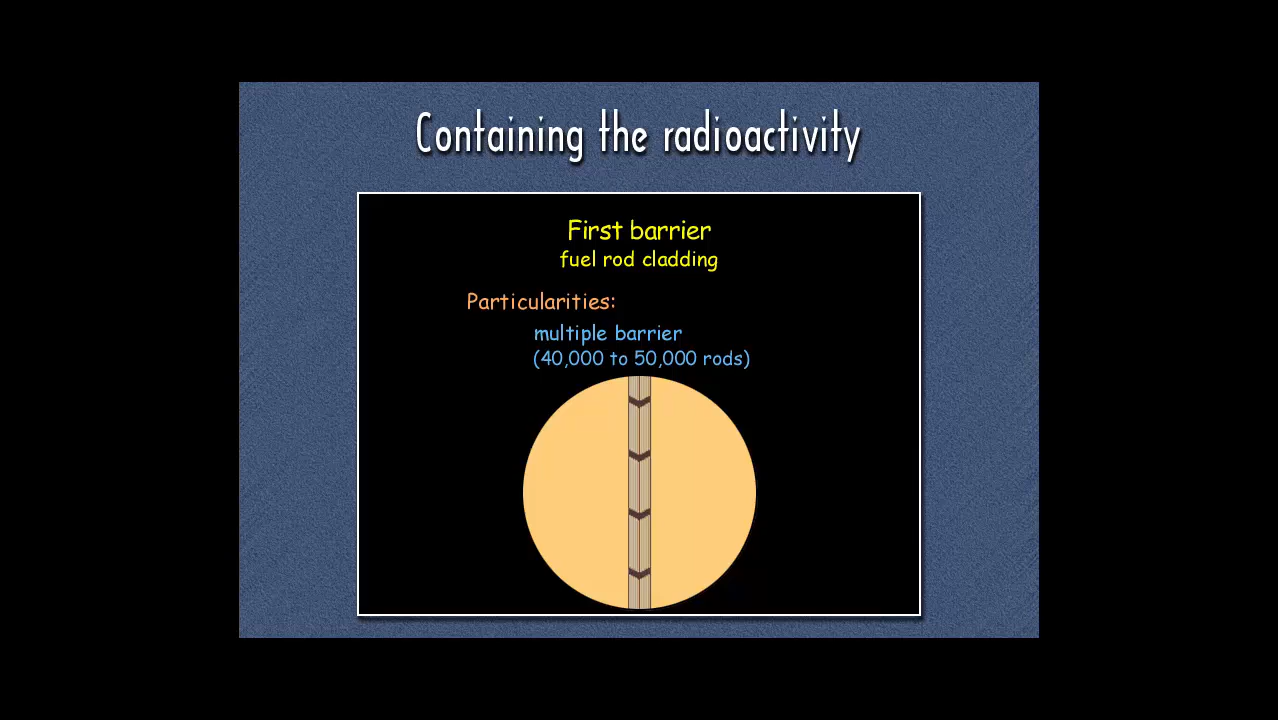 Containing the radioactivity
First barrier
fuel rod cladding
Particularities:
multiple barrier
(40,000 to 50,000 rods)